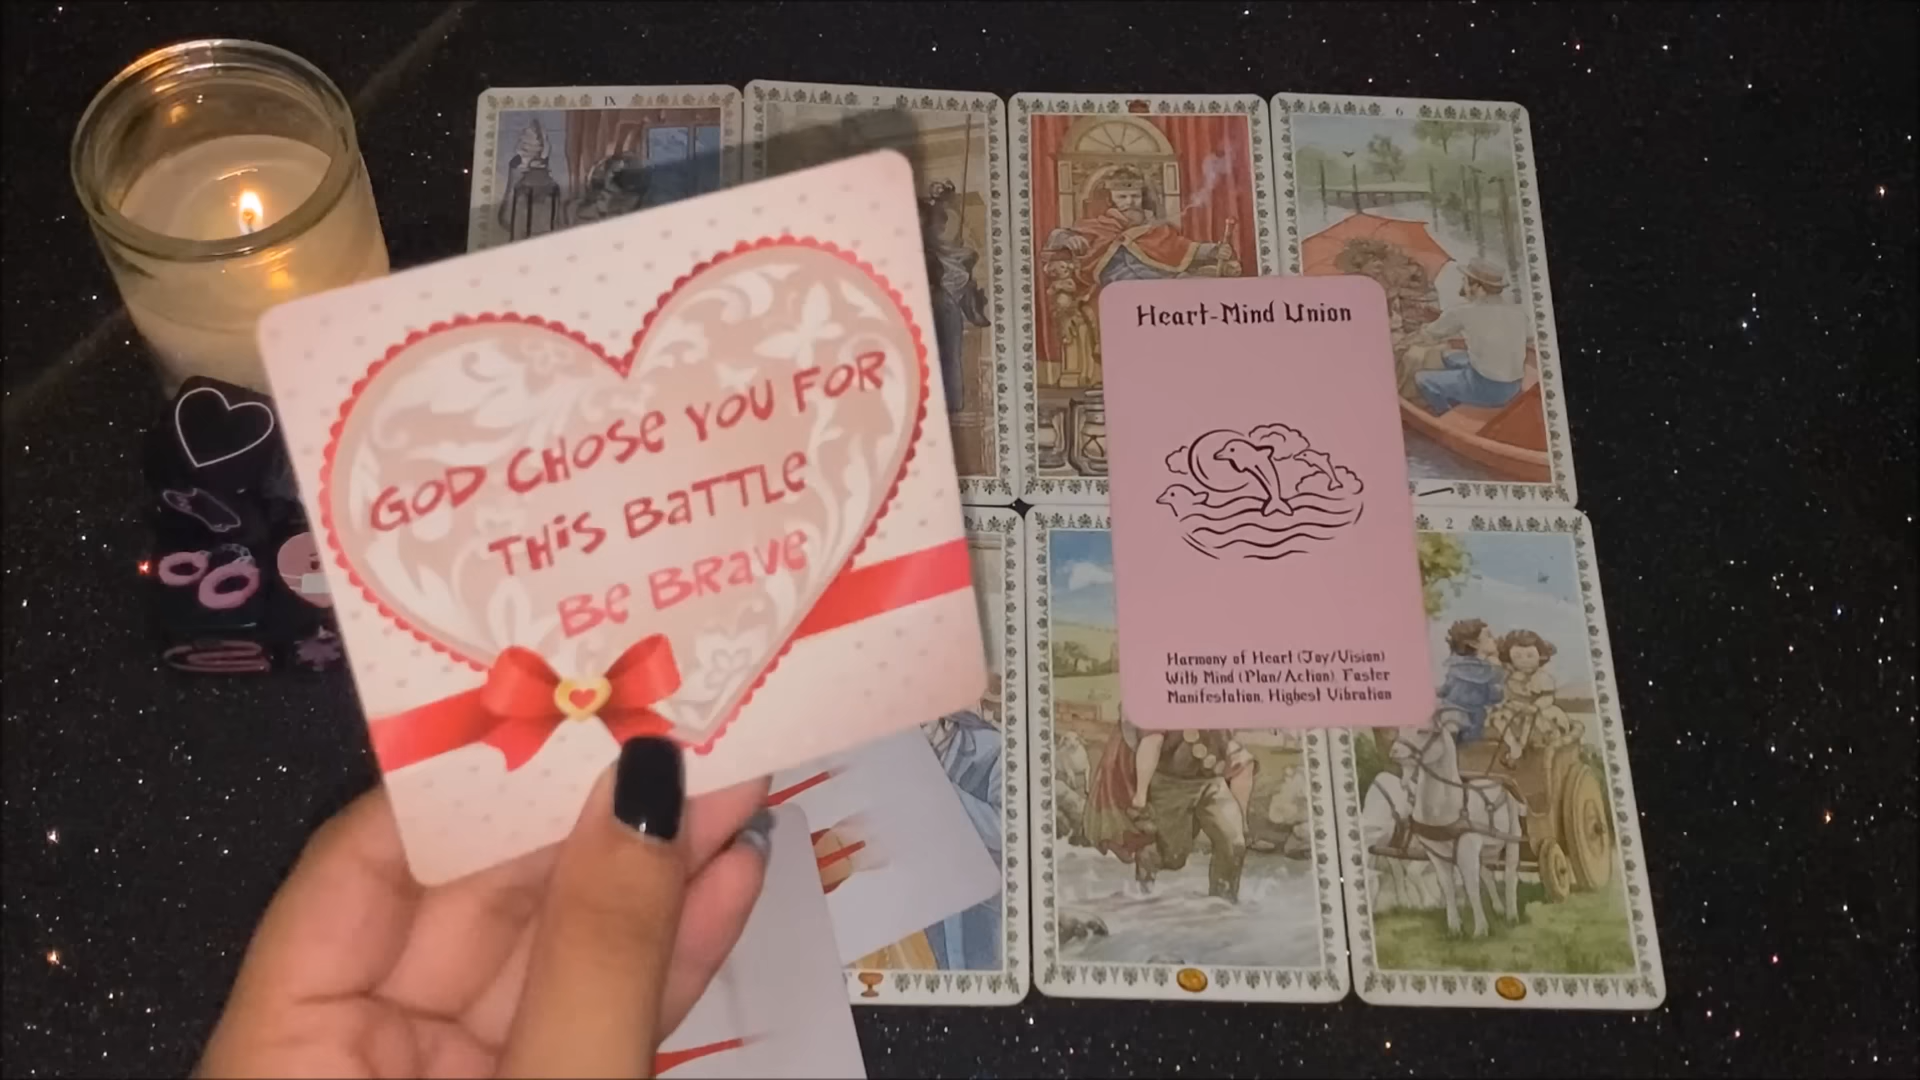 IX
2
6
GOD CHOSE YOU FOR
THIS BATTLE
BE BRAVE
Heart-Mind Union
Harmony of Heart (Joy/Vision)
With Mind (Plan/Action). Faster
Manifestation. Highest Vibration
2